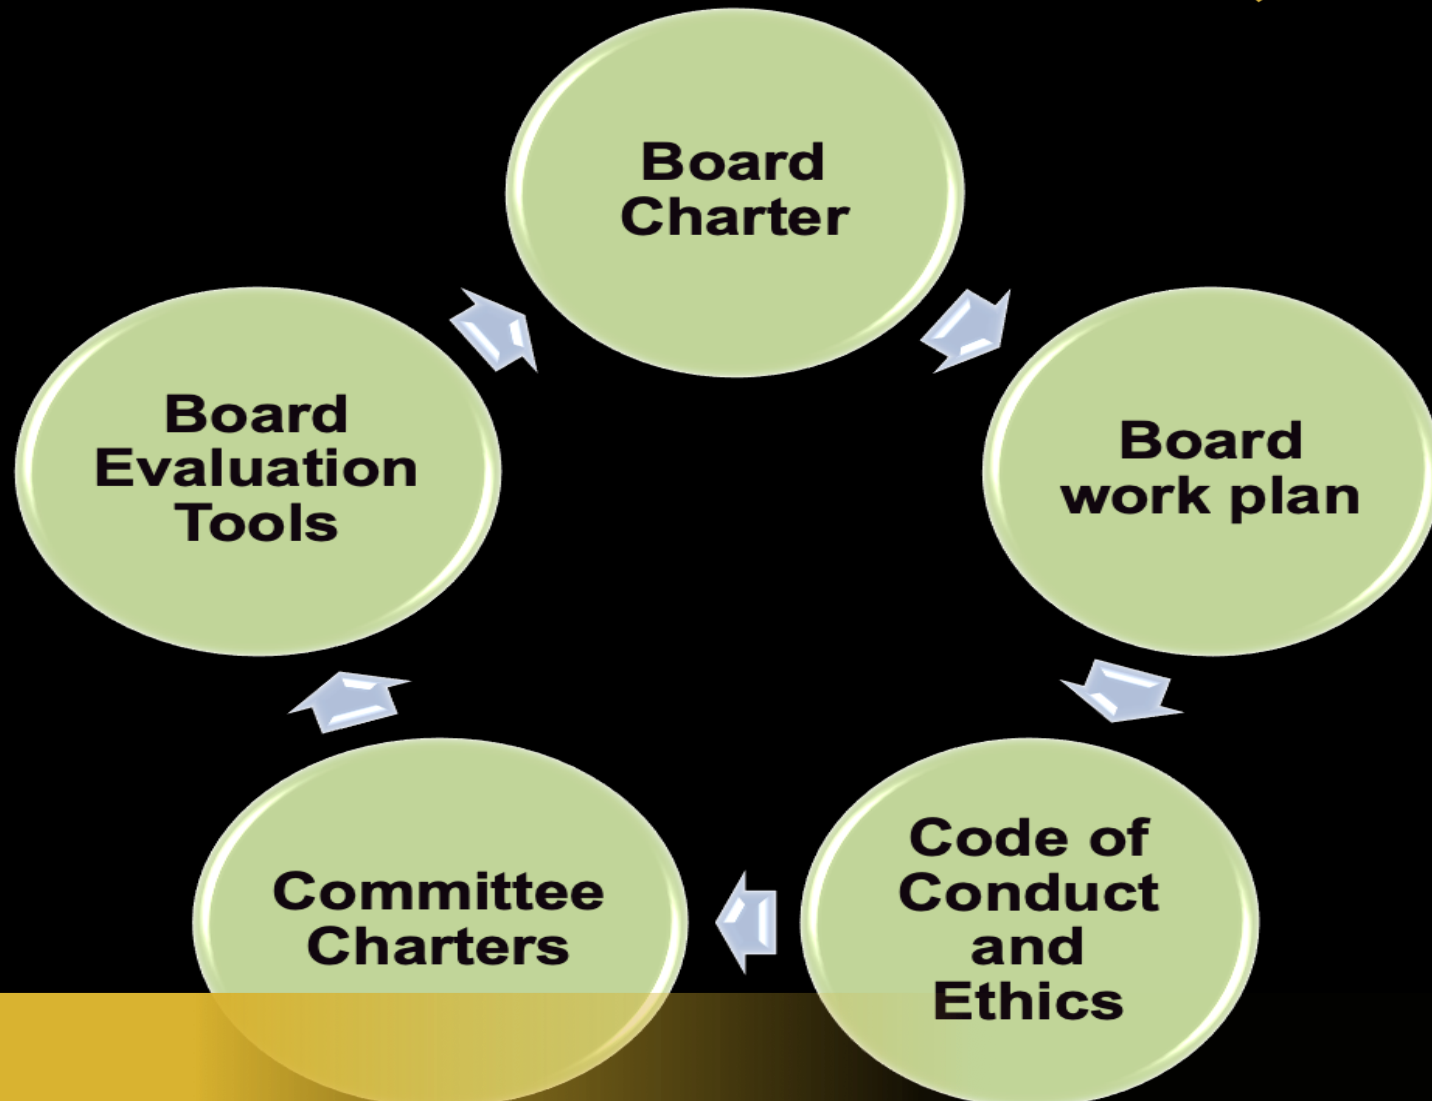 Board
Charter
Board
work plan
Code of
Conduct
and
Ethics
Committee
Charters
Board
Evaluation
Tools